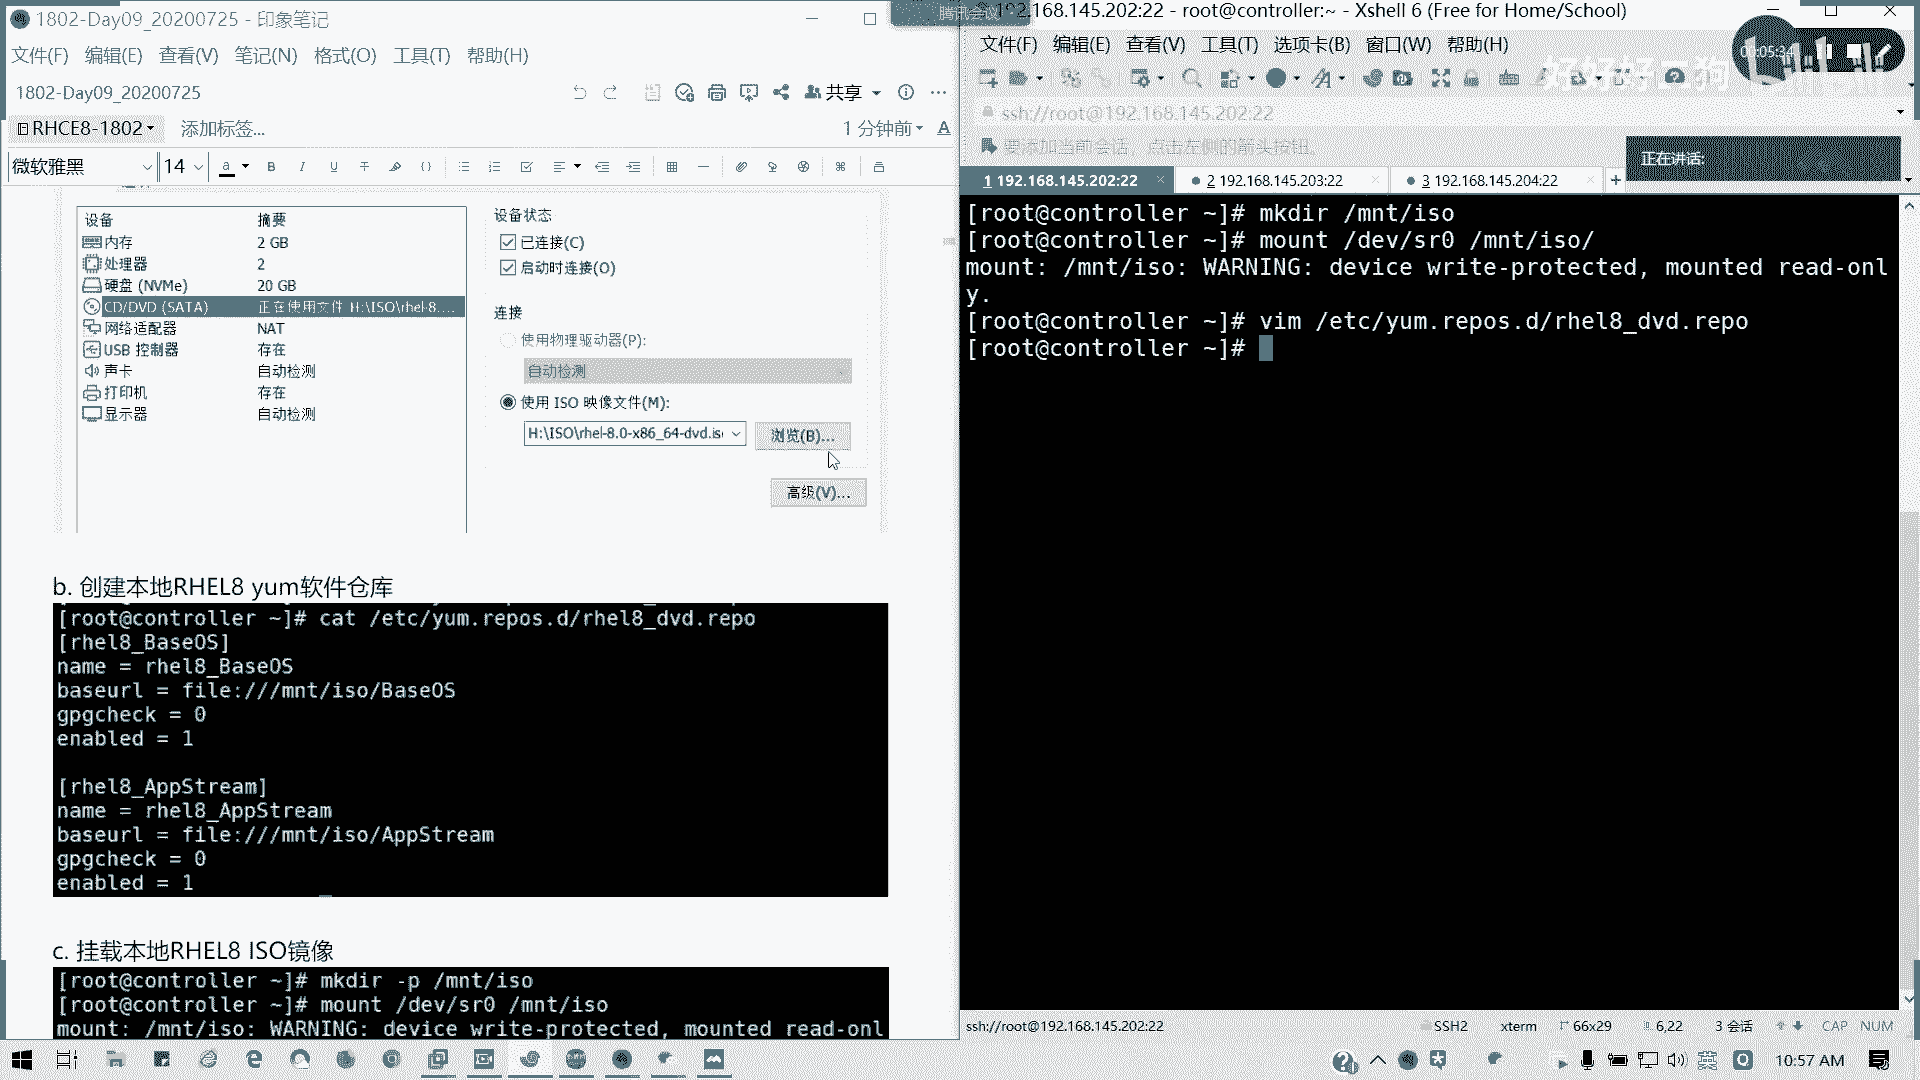 1802-Day09_20200725 - 印象笔记
文件(F) 编辑(E) 查看(V) 笔记(N) 格式(O) 工具(T) 帮助(H)
1802-Day09_20200725
共享
RHCE8-1802
添加标签...
1 分钟前
微软雅黑 14
设备 摘要
内存 2 GB
处理器 2
硬盘 (NVMe) 20 GB
CD/DVD (SATA) 正在使用文件 H:\ISO\rhel-8....
网络适配器 NAT
USB 控制器 存在
声卡 自动检测
打印机 存在
显示器 自动检测
设备状态
已连接(C)
启动时连接(O)
连接
使用物理驱动器(P):
自动检测
使用 ISO 映像文件(M):
H:\ISO\rhel-8.0-x86_64-dvd.is
浏览(B)...
高级(V)...
b. 创建本地RHEL8 yum软件仓库
[root@controller ~]# cat /etc/yum.repos.d/rhel8_dvd.repo
[rhel8_BaseOS]
name = rhel8_BaseOS
baseurl = file:///mnt/iso/BaseOS
gpgcheck = 0
enabled = 1
[rhel8_AppStream]
name = rhel8_AppStream
baseurl = file:///mnt/iso/AppStream
gpgcheck = 0
enabled = 1
c. 挂载本地RHEL8 ISO镜像
[root@controller ~]# mkdir -p /mnt/iso
[root@controller ~]# mount /dev/sr0 /mnt/iso
mount: /mnt/iso: WARNING: device write-protected, mounted read-onl
腾讯会议
.168.145.202:22 - root@controller:~ - Xshell 6 (Free for Home/School)
文件(F) 编辑(E) 查看(V) 工具(T) 选项卡(B) 窗口(W) 帮助(H)
00:05:34
ssh://root@192.168.145.202:22
要添加当前会话，点击左侧的箭头按钮。
正在讲话:
1 192.168.145.202:22
2 192.168.145.203:22
3 192.168.145.204:22
[root@controller ~]# mkdir /mnt/iso
[root@controller ~]# mount /dev/sr0 /mnt/iso/
mount: /mnt/iso: WARNING: device write-protected, mounted read-onl
y.
[root@controller ~]# vim /etc/yum.repos.d/rhel8_dvd.repo
[root@controller ~]#
ssh://root@192.168.145.202:22 SSH2 xterm 66x29 6,22 3 会话 CAP NUM
英
10:57 AM